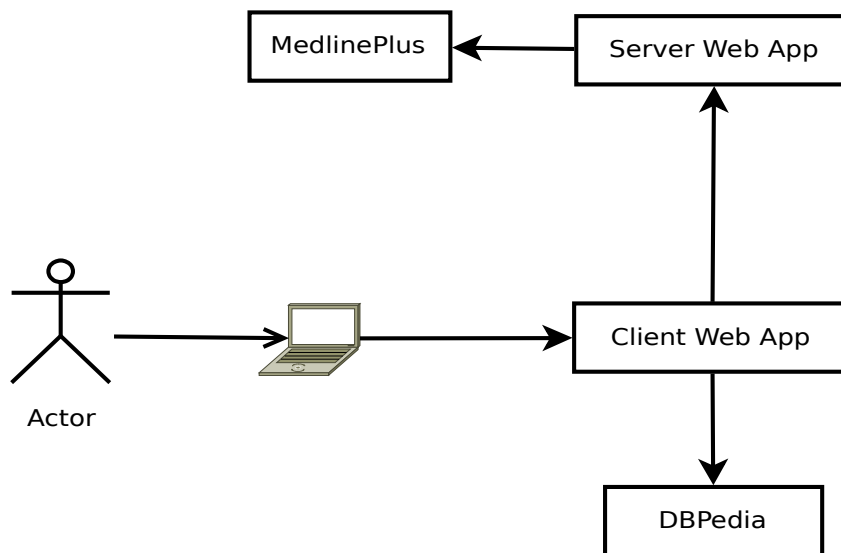 MedlinePlus
Server Web App
Client Web App
Actor
DBPedia